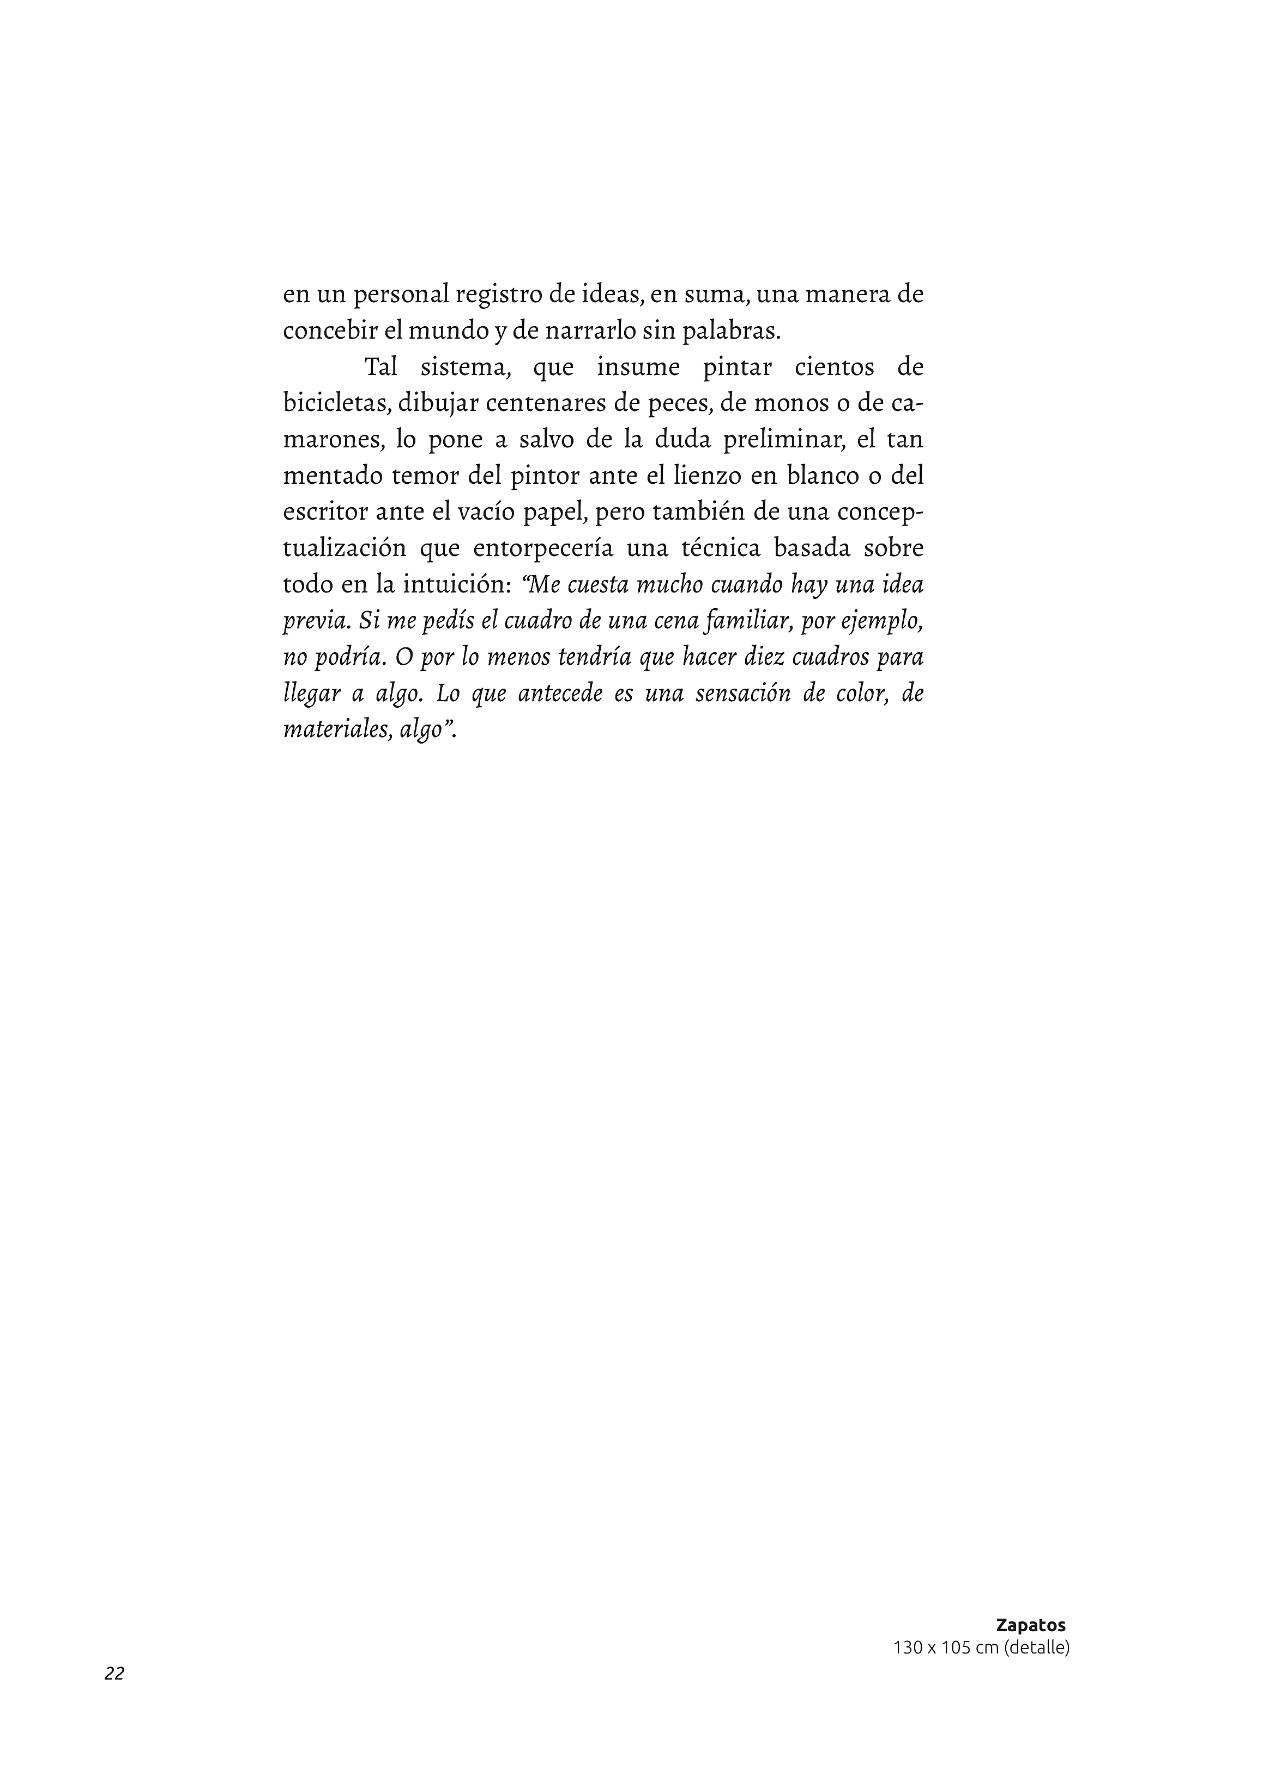 en un personal registro de ideas, en suma, una manera de
concebir el mundo y de narrarlo sin palabras.
Tal sistema, que insume pintar cientos de
bicicletas, dibujar centenares de peces, de monos o de ca-
marones, lo pone a salvo de la duda preliminar, el tan
mentado temor del pintor ante el lienzo en blanco o del
escritor ante el vacío papel, pero también de una concep-
tualización que entorpecería una técnica basada sobre
todo en la intuición: “Me cuesta mucho cuando hay una idea
previa. Si me pedís el cuadro de una cena familiar, por ejemplo,
no podría. O por lo menos tendría que hacer diez cuadros para
llegar a algo. Lo que antecede es una sensación de color, de
materiales, algo”.
Zapatos
130 x 105 cm (detalle)
22